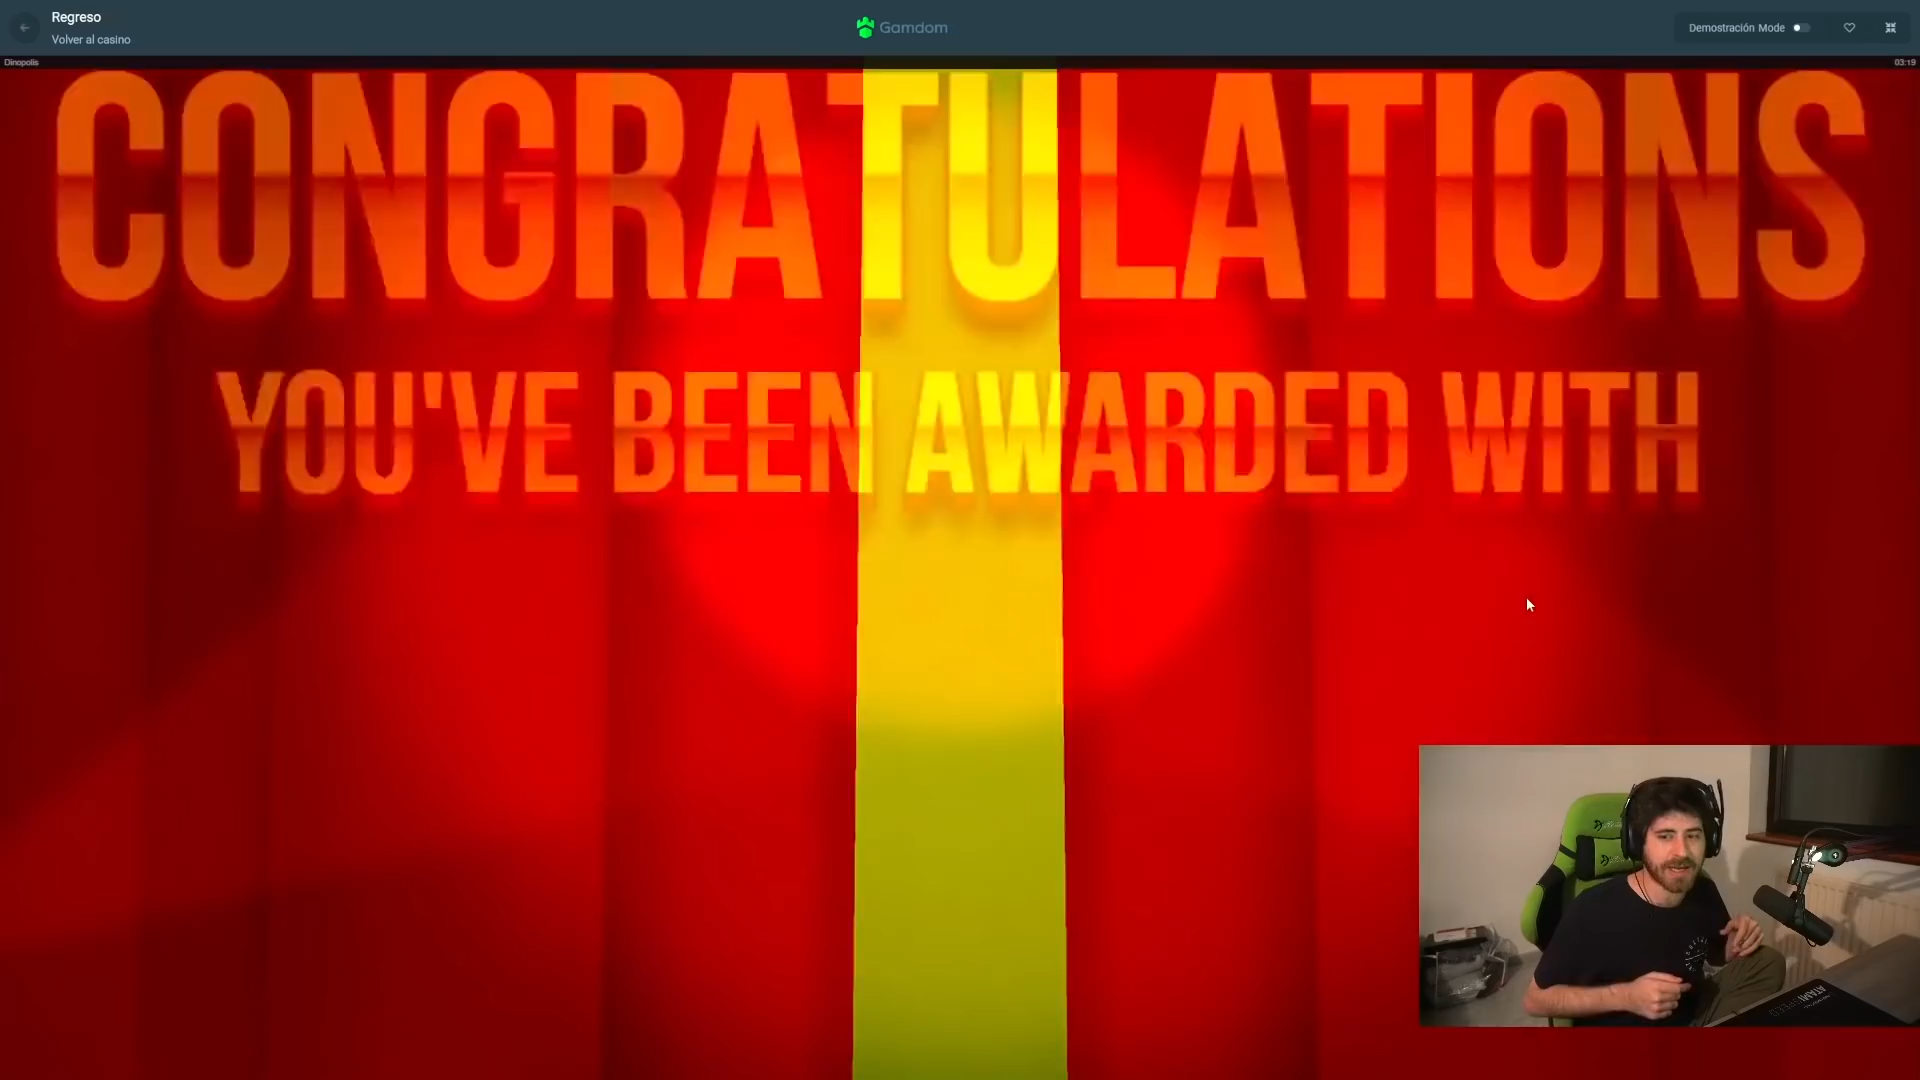 Regreso
Volver al casino
Gamdom
Demostración Mode
Dinopolis
03:19
CONGRATULATIONS
YOU'VE BEEN AWARDED WITH